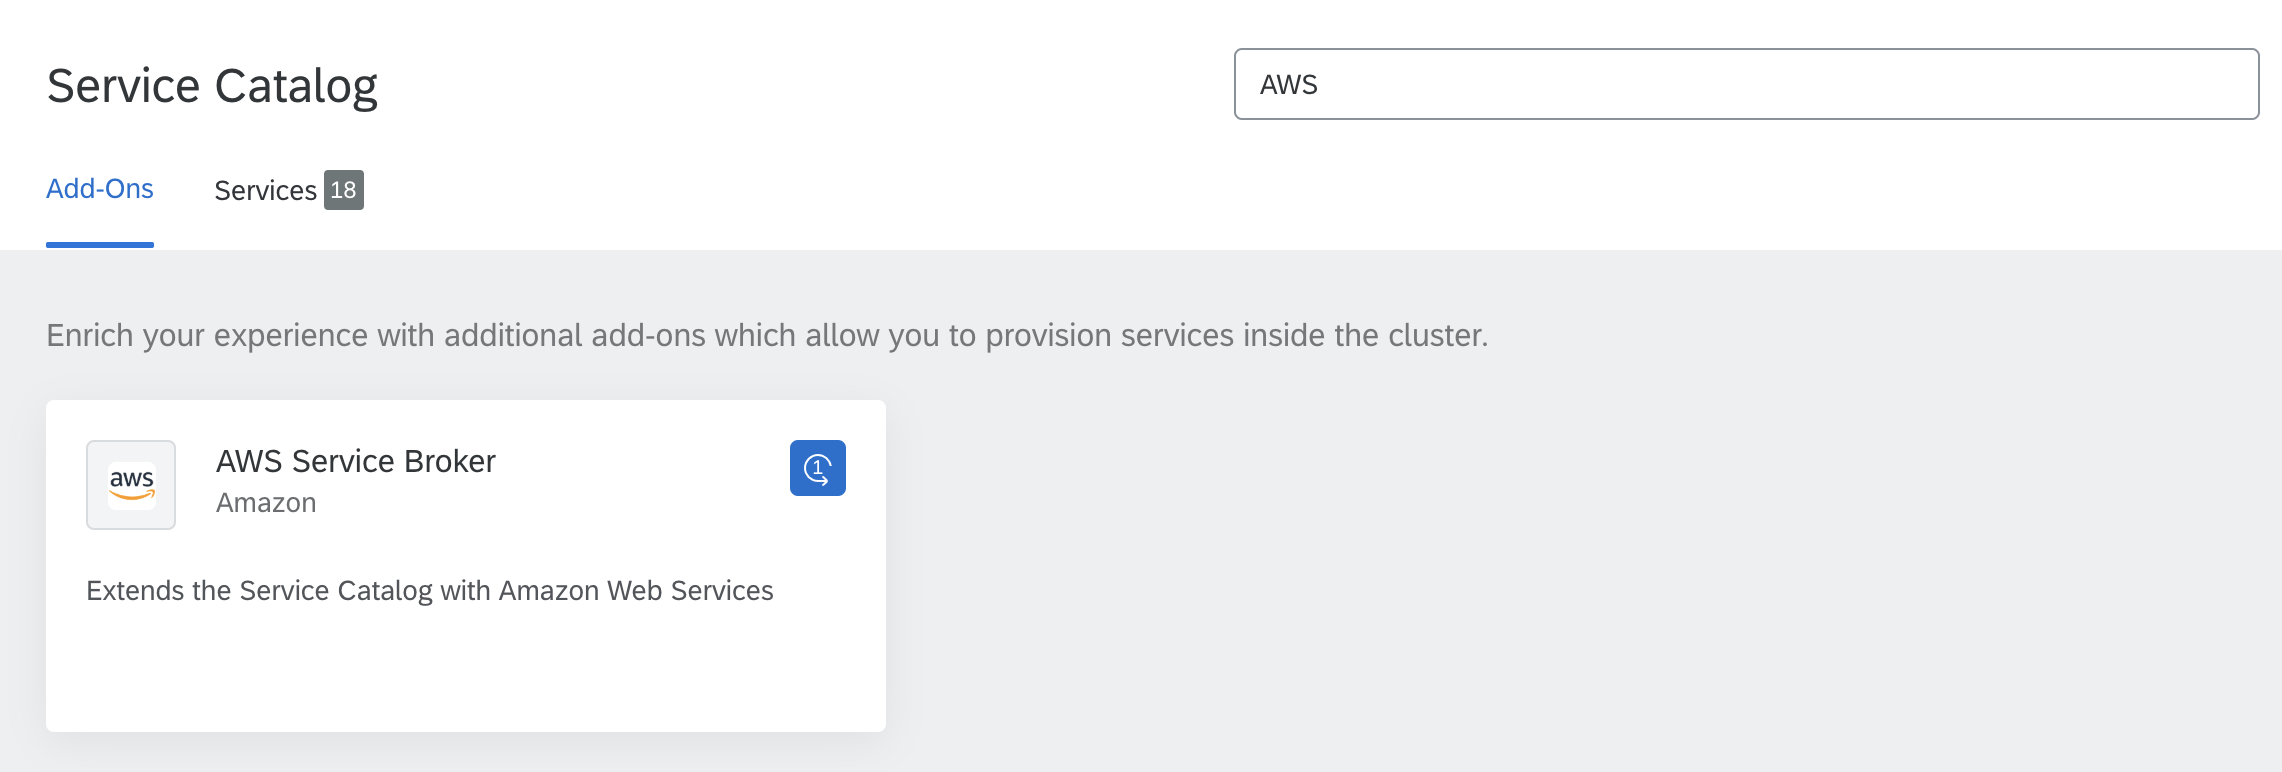 Service Catalog
AWS
Add-Ons
Services 18
Enrich your experience with additional add-ons which allow you to provision services inside the cluster.
aws
AWS Service Broker
1
Amazon
Extends the Service Catalog with Amazon Web Services